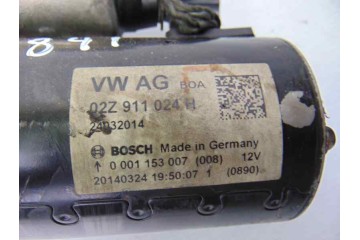 VW AG BOA
02Z 911 024 H
24032014
BOSCH Made in Germany
↑ 0 001 153 007 (008) 12V
20140324 19:50:07 1 (0890)